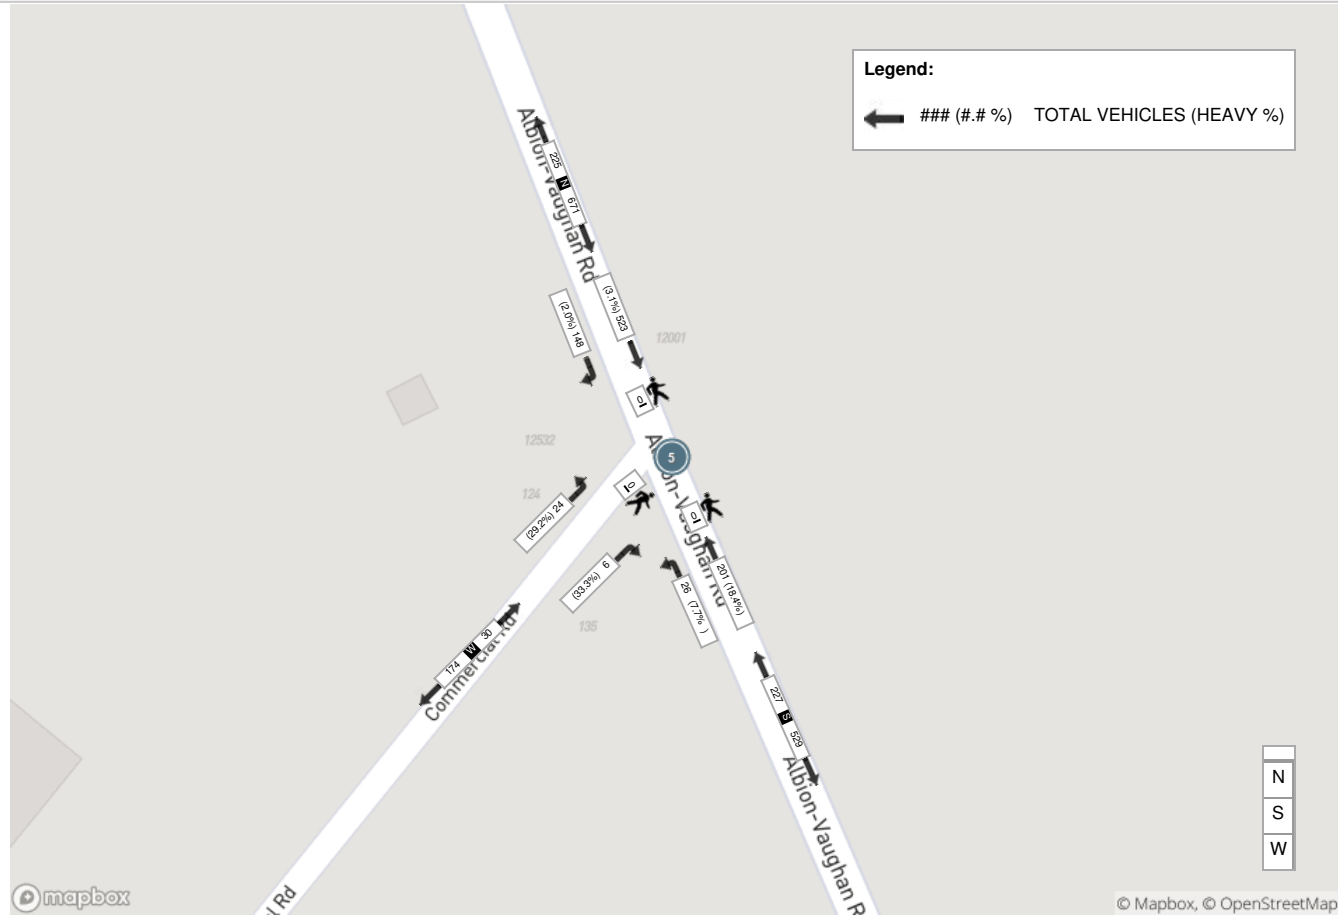 Legend:
### (#.# %) TOTAL VEHICLES (HEAVY %)
Albion-Vaughan Rd
225 N 671
(2.0%) 148
(3.1%) 523
12001
0
5
12532
124
(29.2%) 24
0
0
(33.3%) 6
135
26 (7.7% )
201 (18.4%)
174 W 30
Commercial Rd
227 S 529
Albion-Vaughan Rd
Albion-Vaughan R
l Rd
N
S
W
mapbox
© Mapbox, © OpenStreetMap